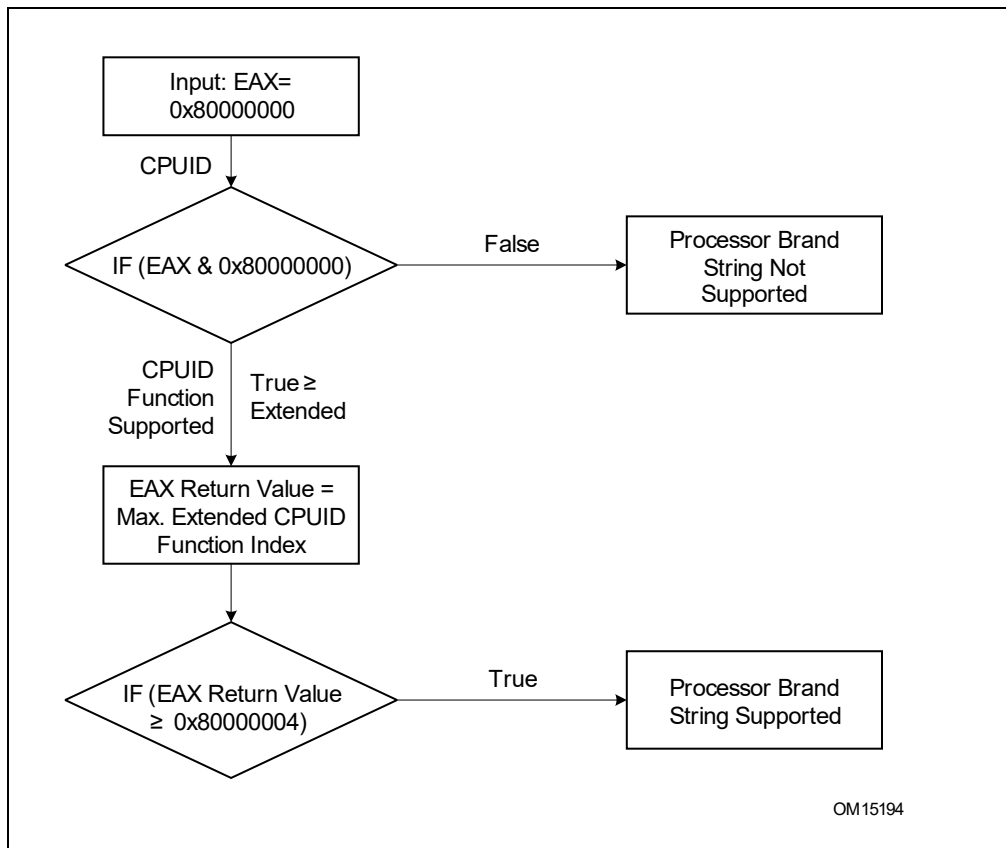 Input: EAX=
0x80000000
CPUID
IF (EAX & 0x80000000)
False
Processor Brand
String Not
Supported
CPUID
Function
Supported
True ≥
Extended
EAX Return Value =
Max. Extended CPUID
Function Index
IF (EAX Return Value
≥ 0x80000004)
True
Processor Brand
String Supported
OM15194